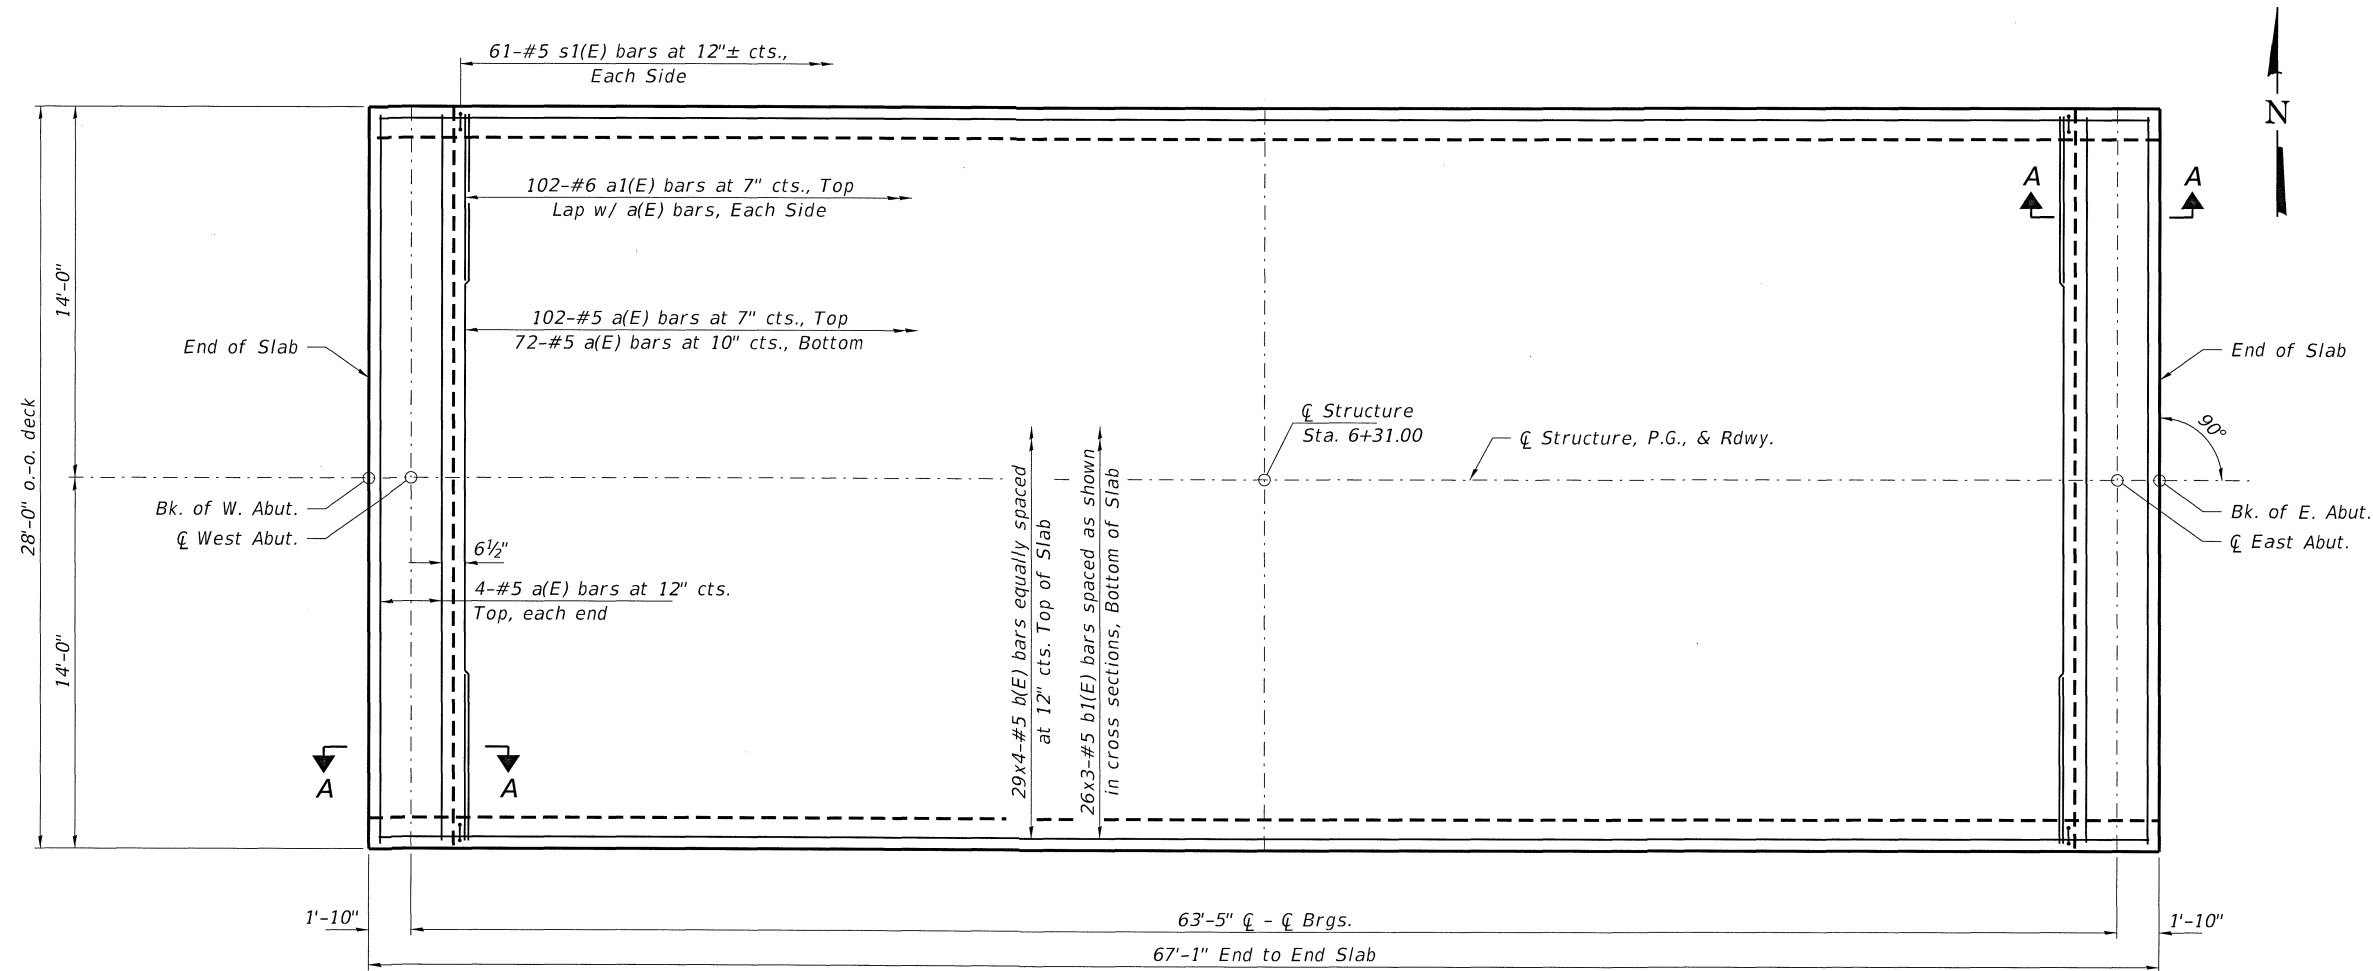 61-#5 s1(E) bars at 12"± cts.,
Each Side
N
102-#6 a1(E) bars at 7" cts., Top
Lap w/ a(E) bars, Each Side
A
A
14'-0"
102-#5 a(E) bars at 7" cts., Top
72-#5 a(E) bars at 10" cts., Bottom
End of Slab
End of Slab
28'-0" o.-o. deck
℄ Structure
Sta. 6+31.00
℄ Structure, P.G., & Rdwy.
90°
Bk. of W. Abut.
℄ West Abut.
Bk. of E. Abut.
℄ East Abut.
6½"
4-#5 a(E) bars at 12" cts.
Top, each end
29x4-#5 b(E) bars equally spaced
at 12" cts. Top of Slab
26x3-#5 b1(E) bars spaced as shown
in cross sections, Bottom of Slab
14'-0"
A
A
1'-10"
63'-5" ℄ - ℄ Brgs.
1'-10"
67'-1" End to End Slab